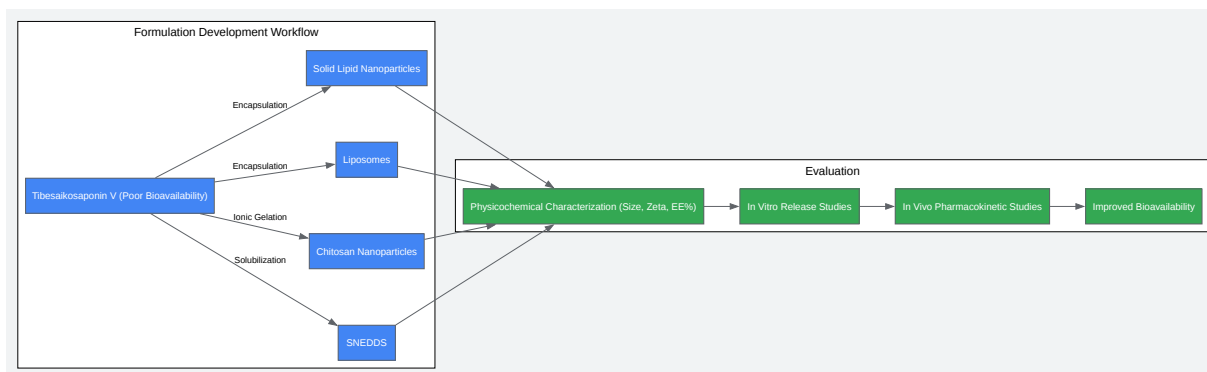 Formulation Development Workflow
Solid Lipid Nanoparticles
Encapsulation
Encapsulation
Liposomes
Tibesaikosaponin V (Poor Bioavailability)
Ionic Gelation
Chitosan Nanoparticles
Solubilization
SNEDDS
Evaluation
Physicochemical Characterization (Size, Zeta, EE%)
In Vitro Release Studies
In Vivo Pharmacokinetic Studies
Improved Bioavailability